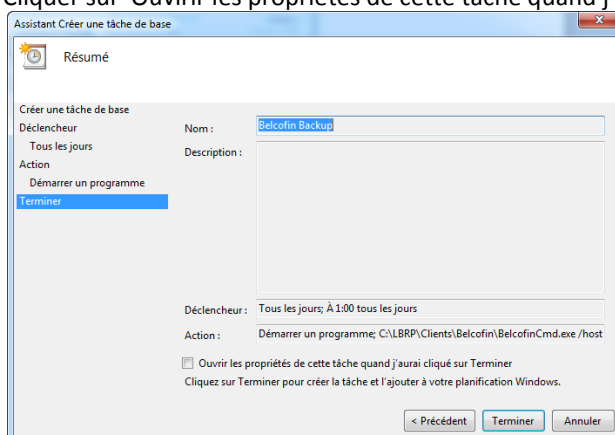 Cliquer sur 'Ouvrir les propriétés de cette tâche quand j'
Assistant Créer une tâche de base
Résumé
Créer une tâche de base
Déclencheur
Tous les jours
Action
Démarrer un programme
Terminer
Nom :
Belcofin Backup
Description :
Déclencheur :
Tous les jours; À 1:00 tous les jours
Action :
Démarrer un programme; C:\LBRP\Clients\Belcofin\BelcofinCmd.exe /host
Ouvrir les propriétés de cette tâche quand j'aurai cliqué sur Terminer
Cliquez sur Terminer pour créer la tâche et l'ajouter à votre planification Windows.
< Précédent
Terminer
Annuler